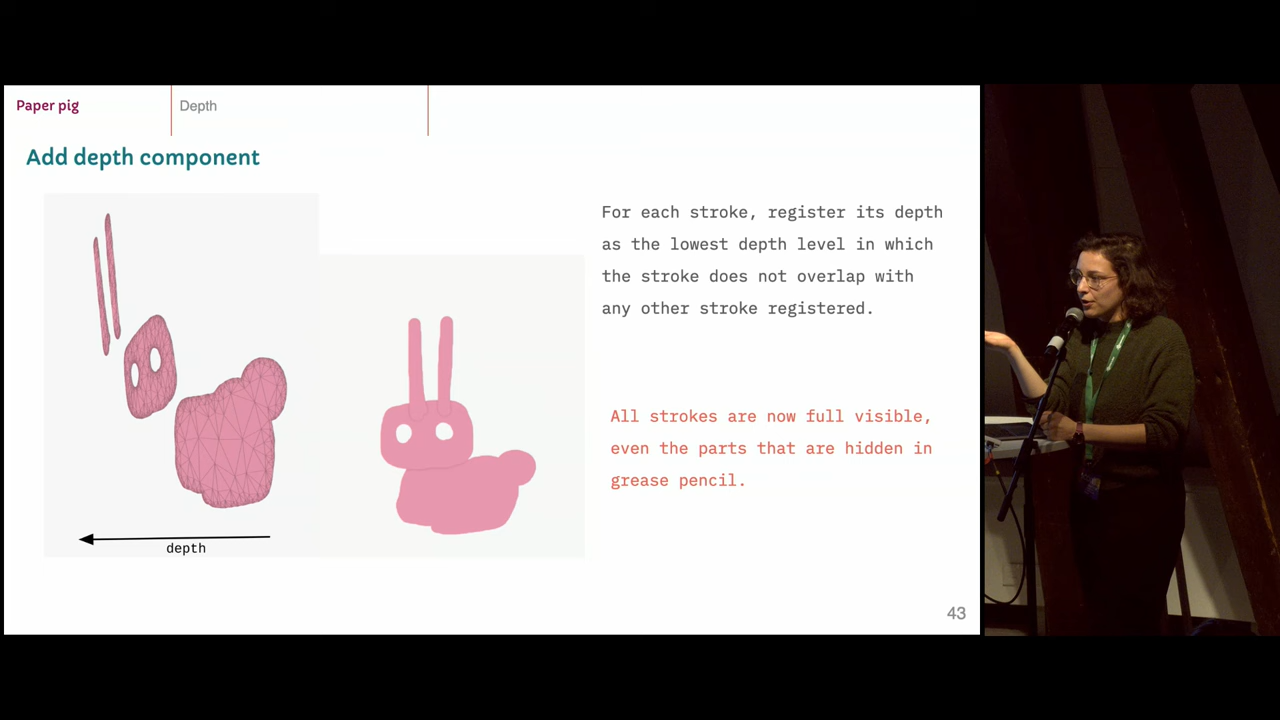 Paper pig
Depth
Add depth component
For each stroke, register its depth
as the lowest depth level in which
the stroke does not overlap with
any other stroke registered.
All strokes are now full visible,
even the parts that are hidden in
grease pencil.
depth
43